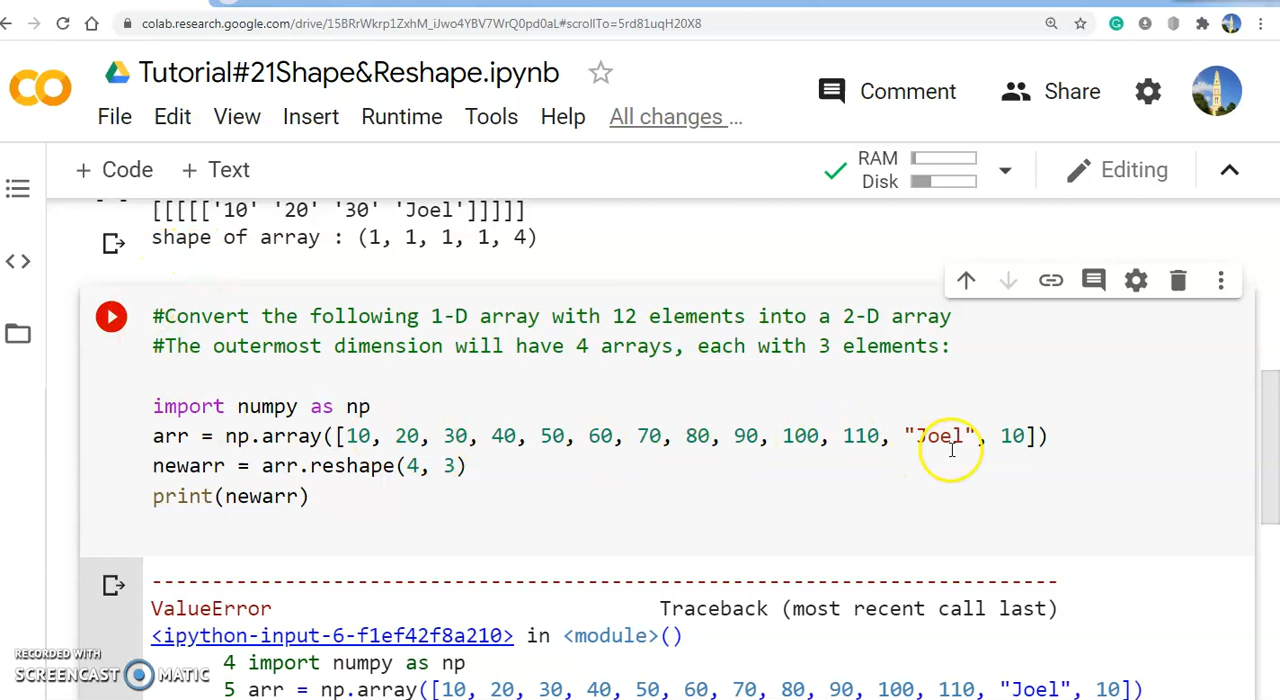 colab.research.google.com/drive/15BRrWkrp1ZxhM_iJwo4YBV7WrQ0pd0aL#scrollTo=5rd81uqH20X8
Tutorial#21Shape&Reshape.ipynb
Comment Share
File Edit View Insert Runtime Tools Help All changes …
+ Code + Text RAM Disk Editing
[[[[['10' '20' '30' 'Joel']]]]]
shape of array : (1, 1, 1, 1, 4)
#Convert the following 1-D array with 12 elements into a 2-D array
#The outermost dimension will have 4 arrays, each with 3 elements:
import numpy as np
arr = np.array([10, 20, 30, 40, 50, 60, 70, 80, 90, 100, 110, "Joel", 10])
newarr = arr.reshape(4, 3)
print(newarr)
---------------------------------------------------------------------------
ValueError Traceback (most recent call last)
<ipython-input-6-f1ef42f8a210> in <module>()
4 import numpy as np
5 arr = np.array([10, 20, 30, 40, 50, 60, 70, 80, 90, 100, 110, "Joel", 10])
RECORDED WITH
SCREENCAST MATIC